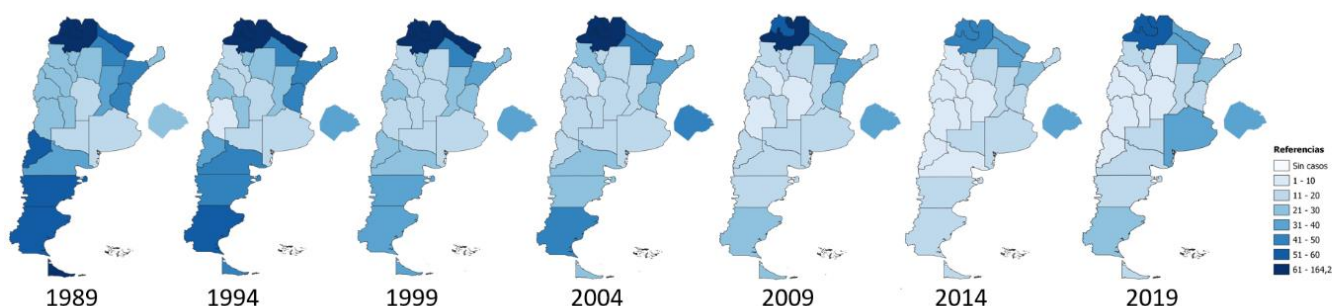 Referencias
Sin casos
1 - 10
11 - 20
21 - 30
31 - 40
41 - 50
51 - 60
61 - 164,2
1989 1994 1999 2004 2009 2014 2019